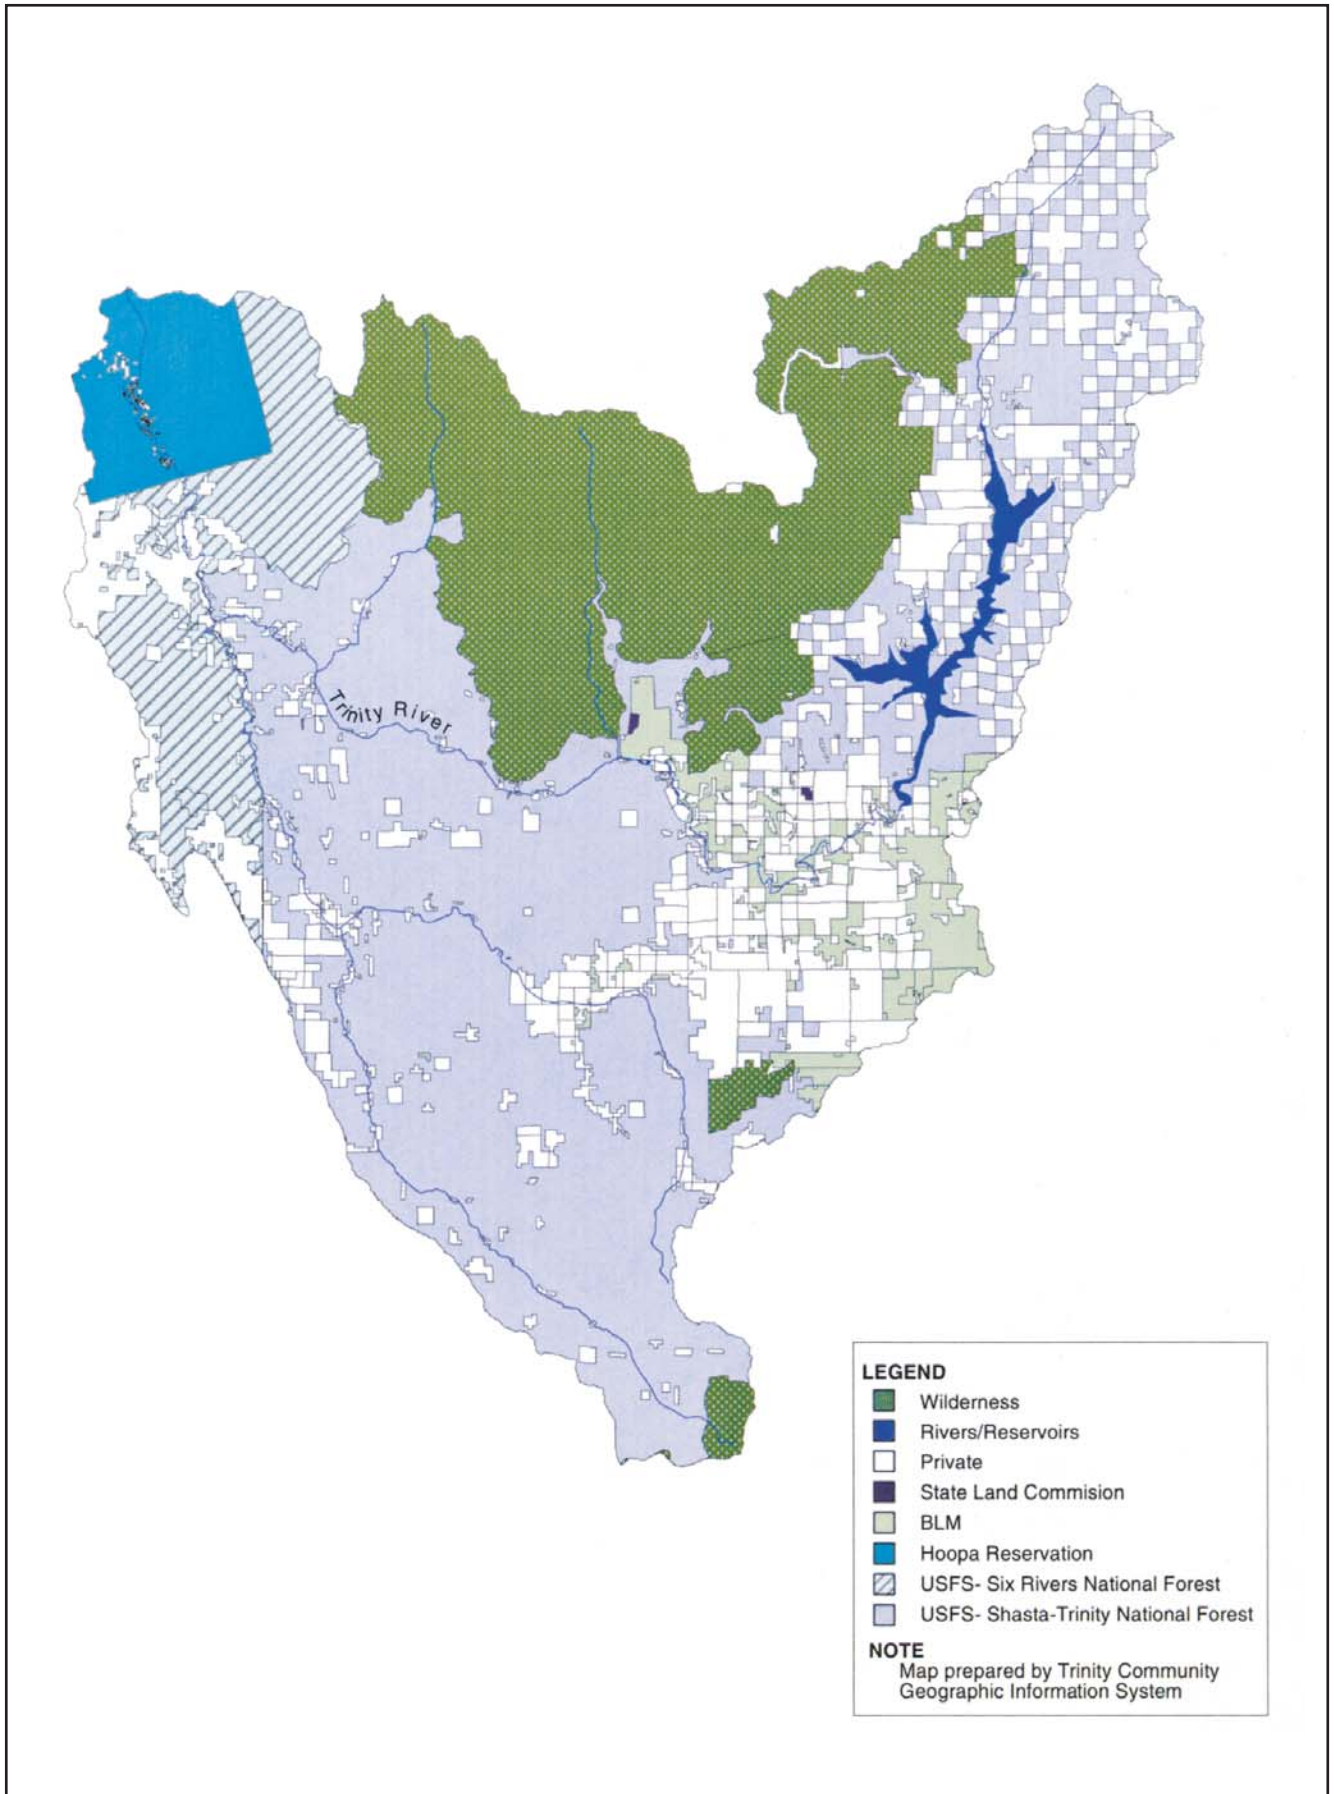 Trinity River
LEGEND
Wilderness
Rivers/Reservoirs
Private
State Land Commision
BLM
Hoopa Reservation
USFS- Six Rivers National Forest
USFS- Shasta-Trinity National Forest
NOTE
Map prepared by Trinity Community
Geographic Information System